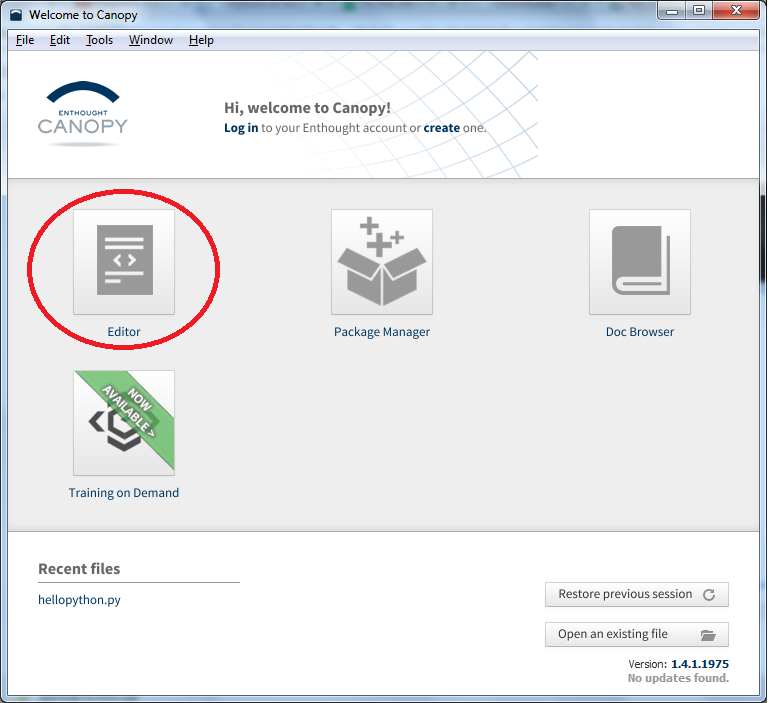 Welcome to Canopy
File Edit Tools Window Help
ENTHOUGHT
CANOPY
Hi, welcome to Canopy!
Log in to your Enthought account or create one.
Editor
Package Manager
Doc Browser
NOW
AVAILABLE >
Training on Demand
Recent files
hellopython.py
Restore previous session
Open an existing file
Version: 1.4.1.1975
No updates found.